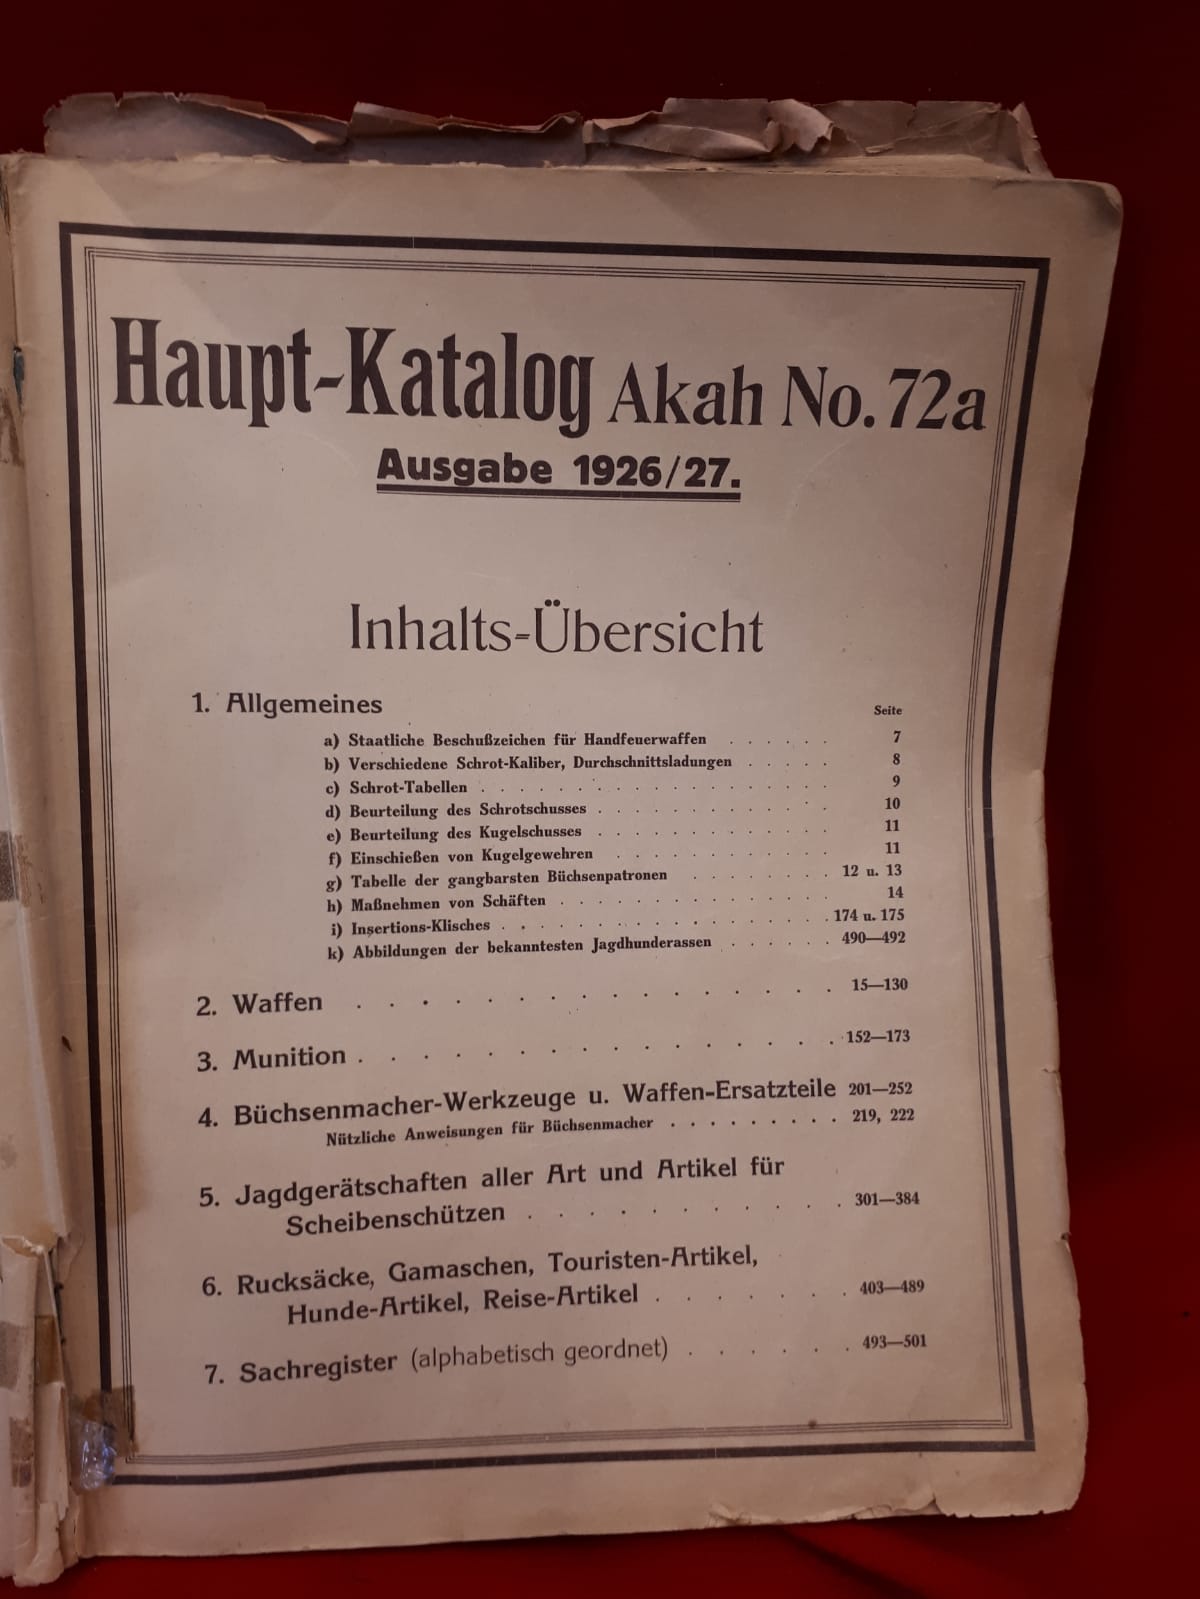 Haupt-Katalog Akah No. 72a
Ausgabe 1926/27.
Inhalts-Übersicht
1. Allgemeines
Seite
a) Staatliche Beschußzeichen für Handfeuerwaffen . . . . . . 7
b) Verschiedene Schrot-Kaliber, Durchschnittsladungen . . . . . 8
c) Schrot-Tabellen . . . . . . . . . . . . . . . . . 9
d) Beurteilung des Schrotschusses . . . . . . . . . . . . 10
e) Beurteilung des Kugelschusses . . . . . . . . . . . . 11
f) Einschießen von Kugelgewehren . . . . . . . . . . . 11
g) Tabelle der gangbarsten Büchsenpatronen . . . . . . . . 12 u. 13
h) Maßnehmen von Schäften . . . . . . . . . . . . . 14
i) Insertions-Klisches . . . . . . . . . . . . . . . . 174 u. 175
k) Abbildungen der bekanntesten Jagdhunderassen . . . . . . 490—492
2. Waffen . . . . . . . . . . . . . . . . 15—130
3. Munition . . . . . . . . . . . . . . . . 152—173
4. Büchsenmacher-Werkzeuge u. Waffen-Ersatzteile 201—252
Nützliche Anweisungen für Büchsenmacher . . . . . . . . . 219, 222
5. Jagdgerätschaften aller Art und Artikel für
Scheibenschützen . . . . . . . . . . . 301—384
6. Rucksäcke, Gamaschen, Touristen-Artikel,
Hunde-Artikel, Reise-Artikel . . . . . . . 403—489
7. Sachregister (alphabetisch geordnet) . . . . . . 493—501